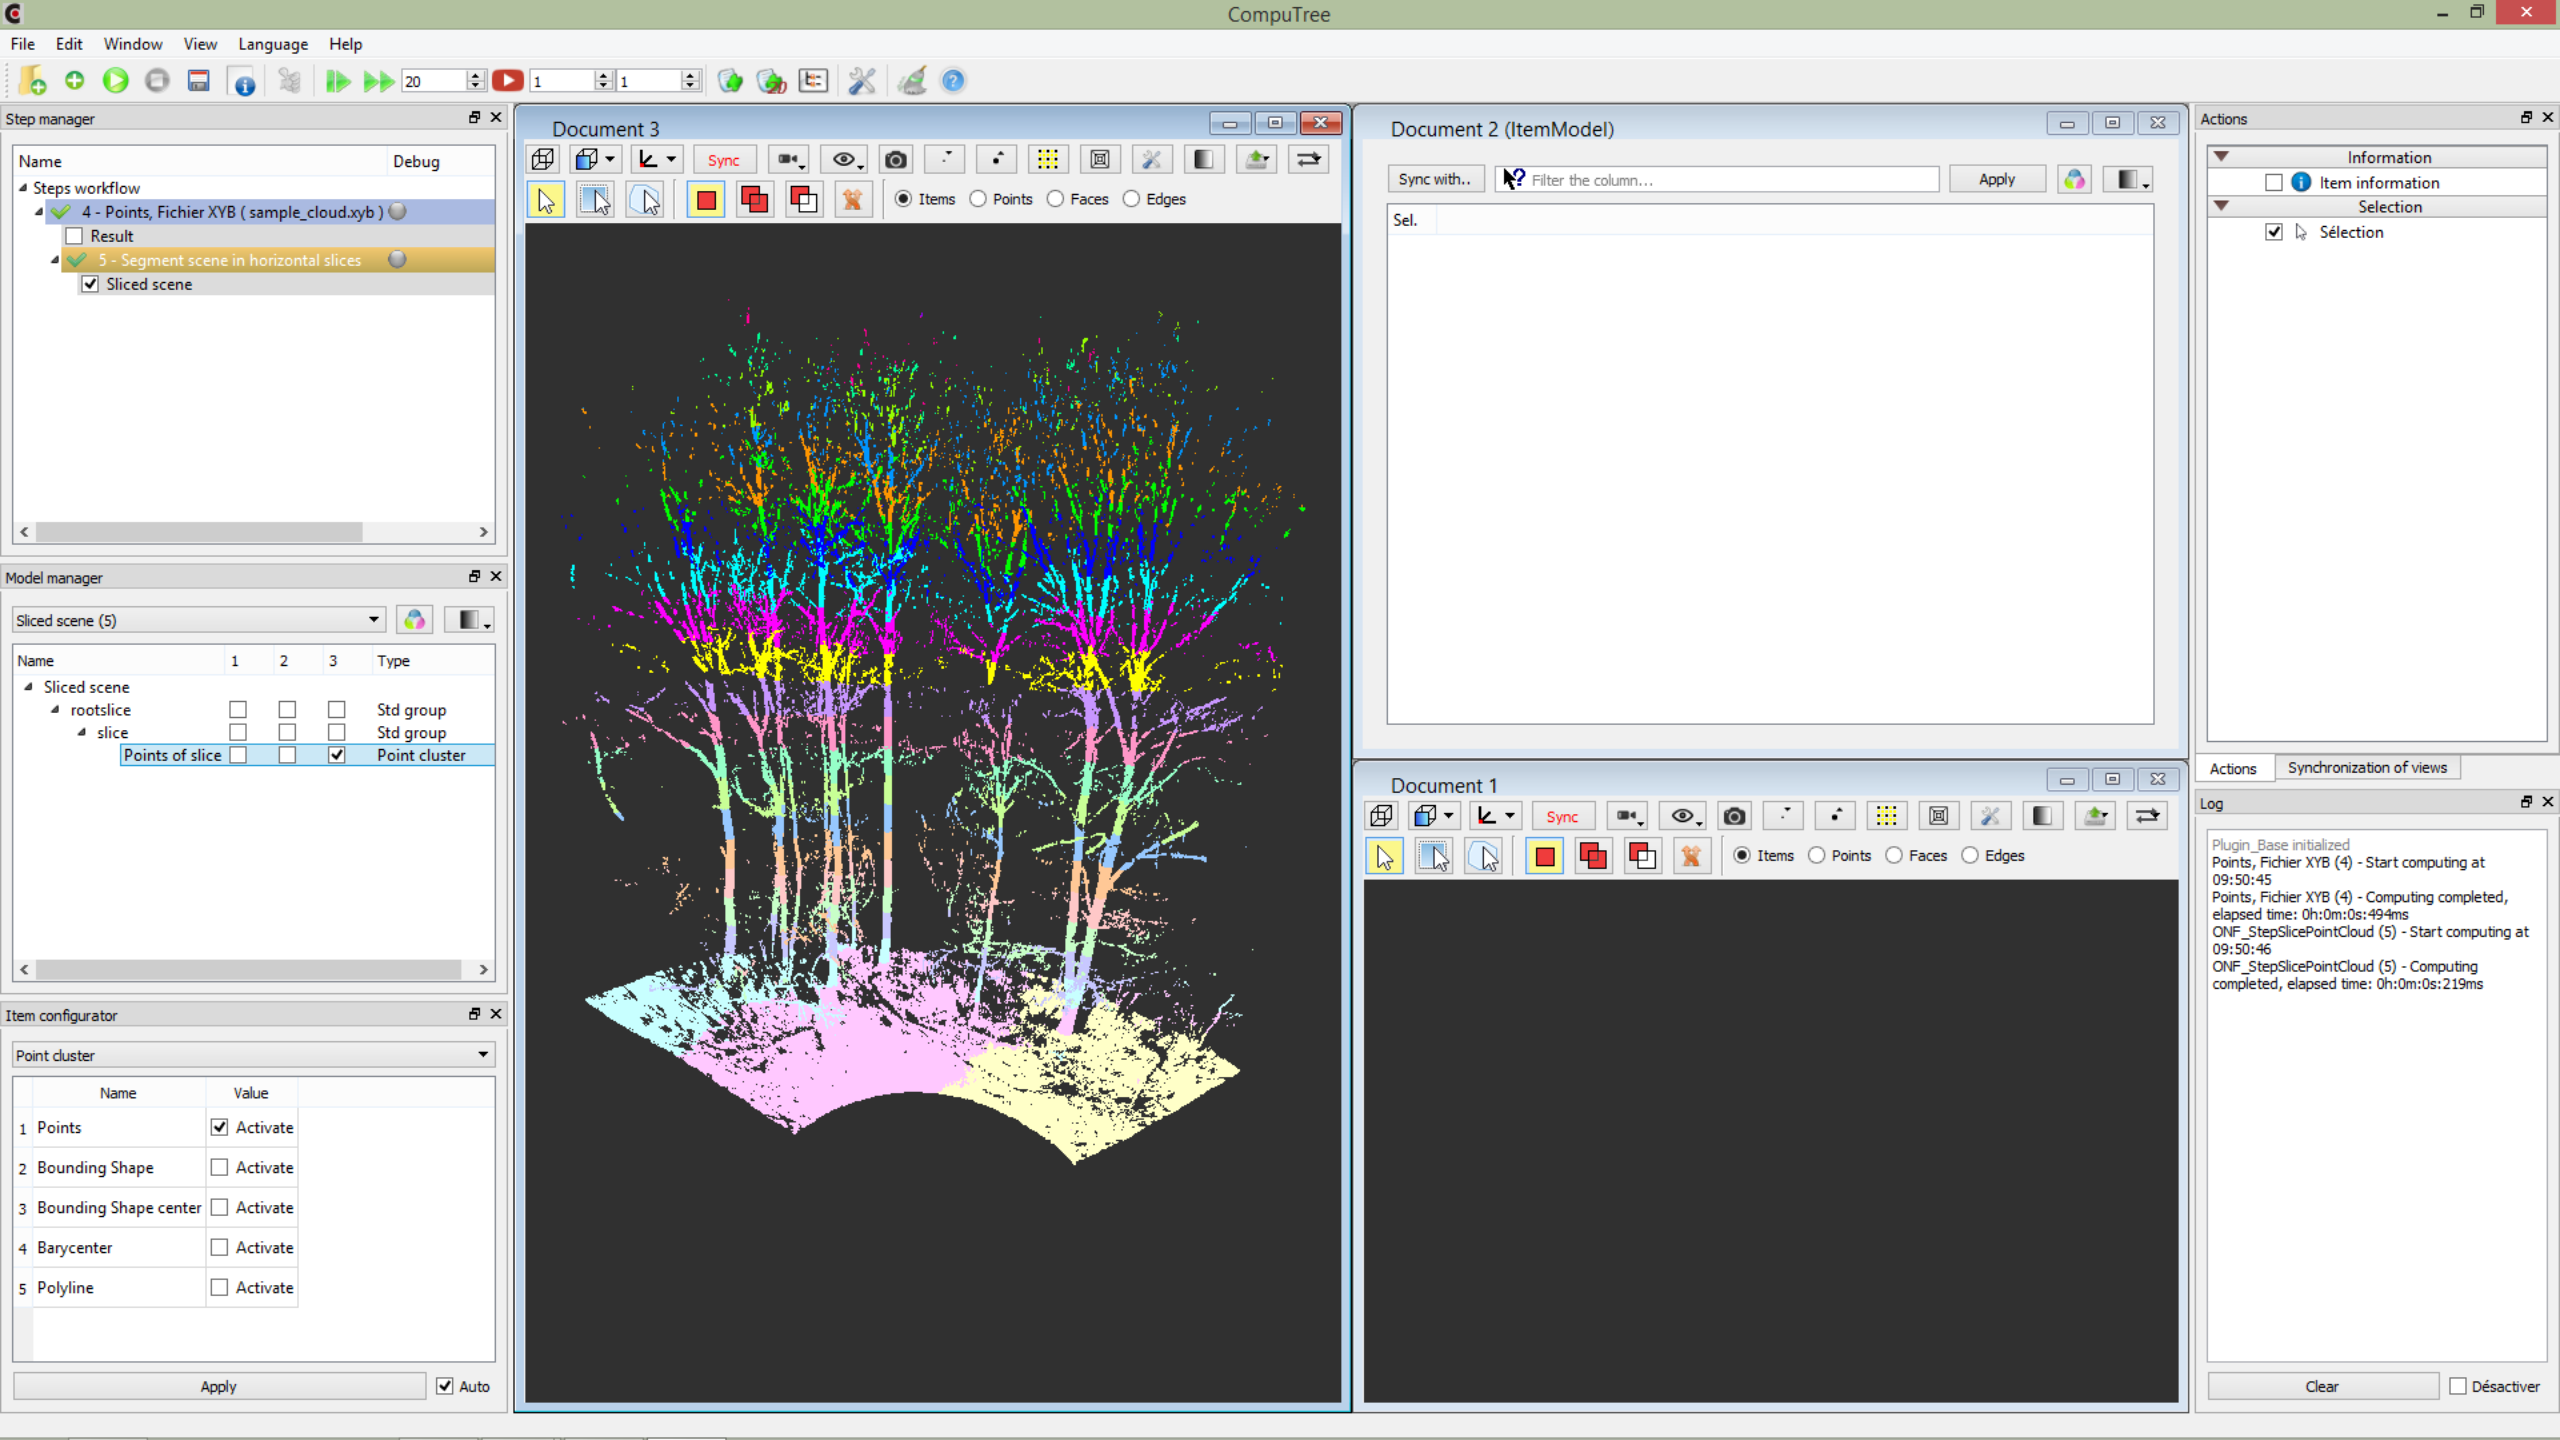 CompuTree
File Edit Window View Language Help
20 1 1
Step manager
Name Debug
Steps workflow
4 - Points, Fichier XYB ( sample_cloud.xyb )
Result
5 - Segment scene in horizontal slices
Sliced scene
Model manager
Sliced scene (5)
Name 1 2 3 Type
Sliced scene
rootslice Std group
slice Std group
Points of slice Point cluster
Item configurator
Point cluster
Name Value
1 Points Activate
2 Bounding Shape Activate
3 Bounding Shape center Activate
4 Barycenter Activate
5 Polyline Activate
Apply Auto
Document 3
Sync
Items Points Faces Edges
Document 2 (ItemModel)
Sync with.. Filter the column... Apply
Sel.
Document 1
Sync
Items Points Faces Edges
Actions
Information
Item information
Selection
Sélection
Actions Synchronization of views
Log
Plugin_Base initialized
Points, Fichier XYB (4) - Start computing at
09:50:45
Points, Fichier XYB (4) - Computing completed,
elapsed time: 0h:0m:0s:494ms
ONF_StepSlicePointCloud (5) - Start computing at
09:50:46
ONF_StepSlicePointCloud (5) - Computing
completed, elapsed time: 0h:0m:0s:219ms
Clear Désactiver